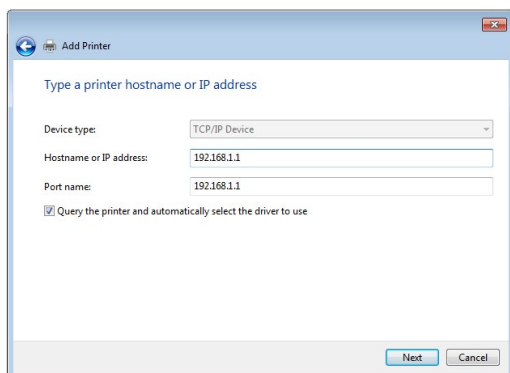 Add Printer
Type a printer hostname or IP address
Device type: TCP/IP Device
Hostname or IP address: 192.168.1.1
Port name: 192.168.1.1
Query the printer and automatically select the driver to use
Next Cancel